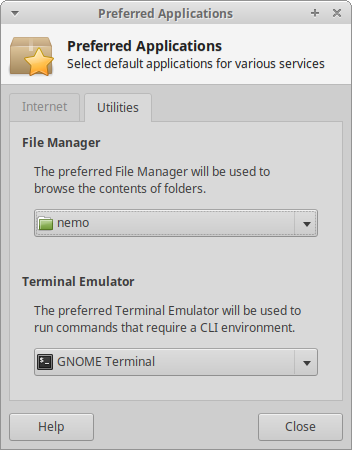 Preferred Applications
Preferred Applications
Select default applications for various services
Internet
Utilities
File Manager
The preferred File Manager will be used to
browse the contents of folders.
nemo
Terminal Emulator
The preferred Terminal Emulator will be used to
run commands that require a CLI environment.
GNOME Terminal
Help
Close